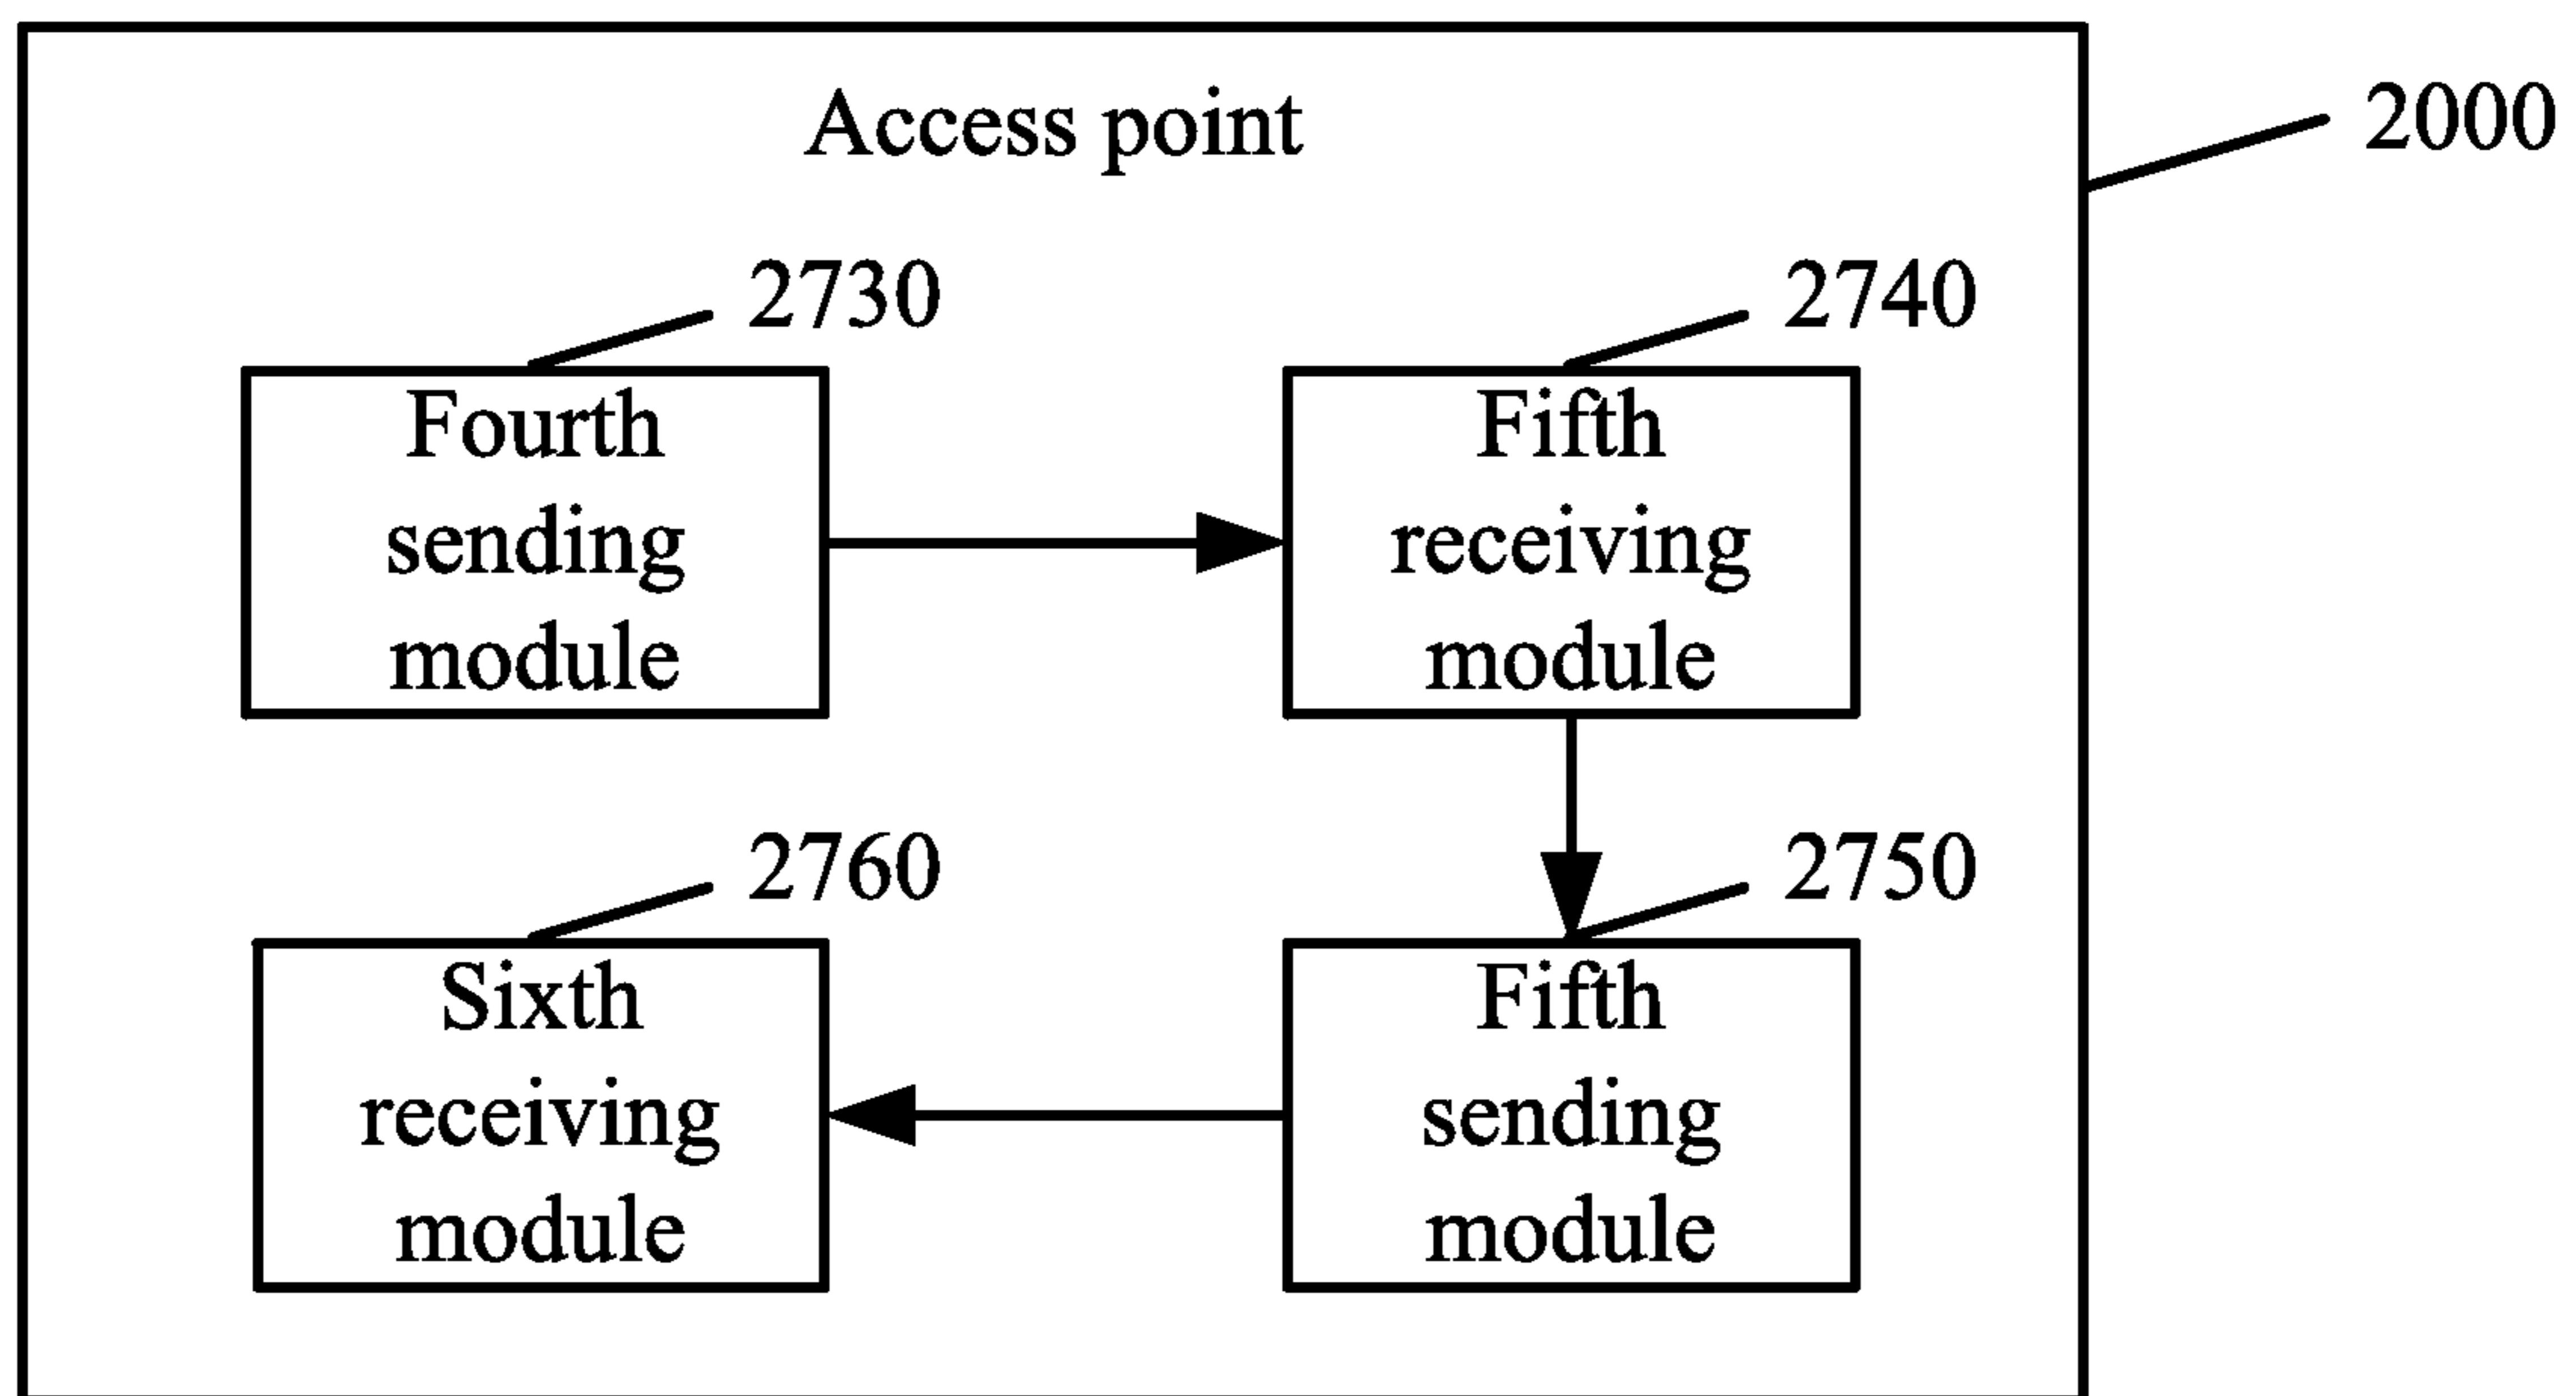 Access point
2000
2730
2740
Fourth
sending
module
Fifth
receiving
module
2760
2750
Sixth
receiving
module
Fifth
sending
module